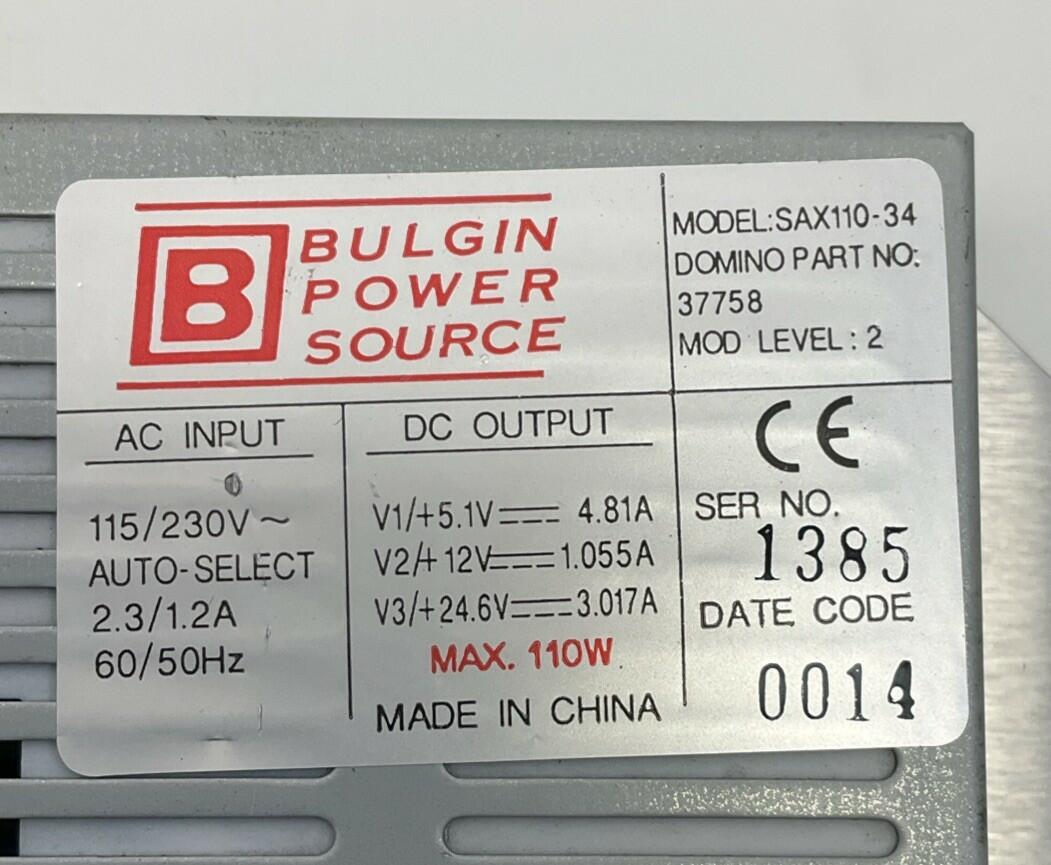 B
BULGIN
POWER
SOURCE
MODEL:SAX110-34
DOMINO PART NO:
37758
MOD LEVEL : 2
AC INPUT
115/230V~
AUTO-SELECT
2.3/1.2A
60/50Hz
DC OUTPUT
V1/+5.1V⎓ 4.81A
V2/+12V⎓1.055A
V3/+24.6V⎓3.017A
MAX. 110W.
MADE IN CHINA
CE
SER NO.
1385
DATE CODE
0014